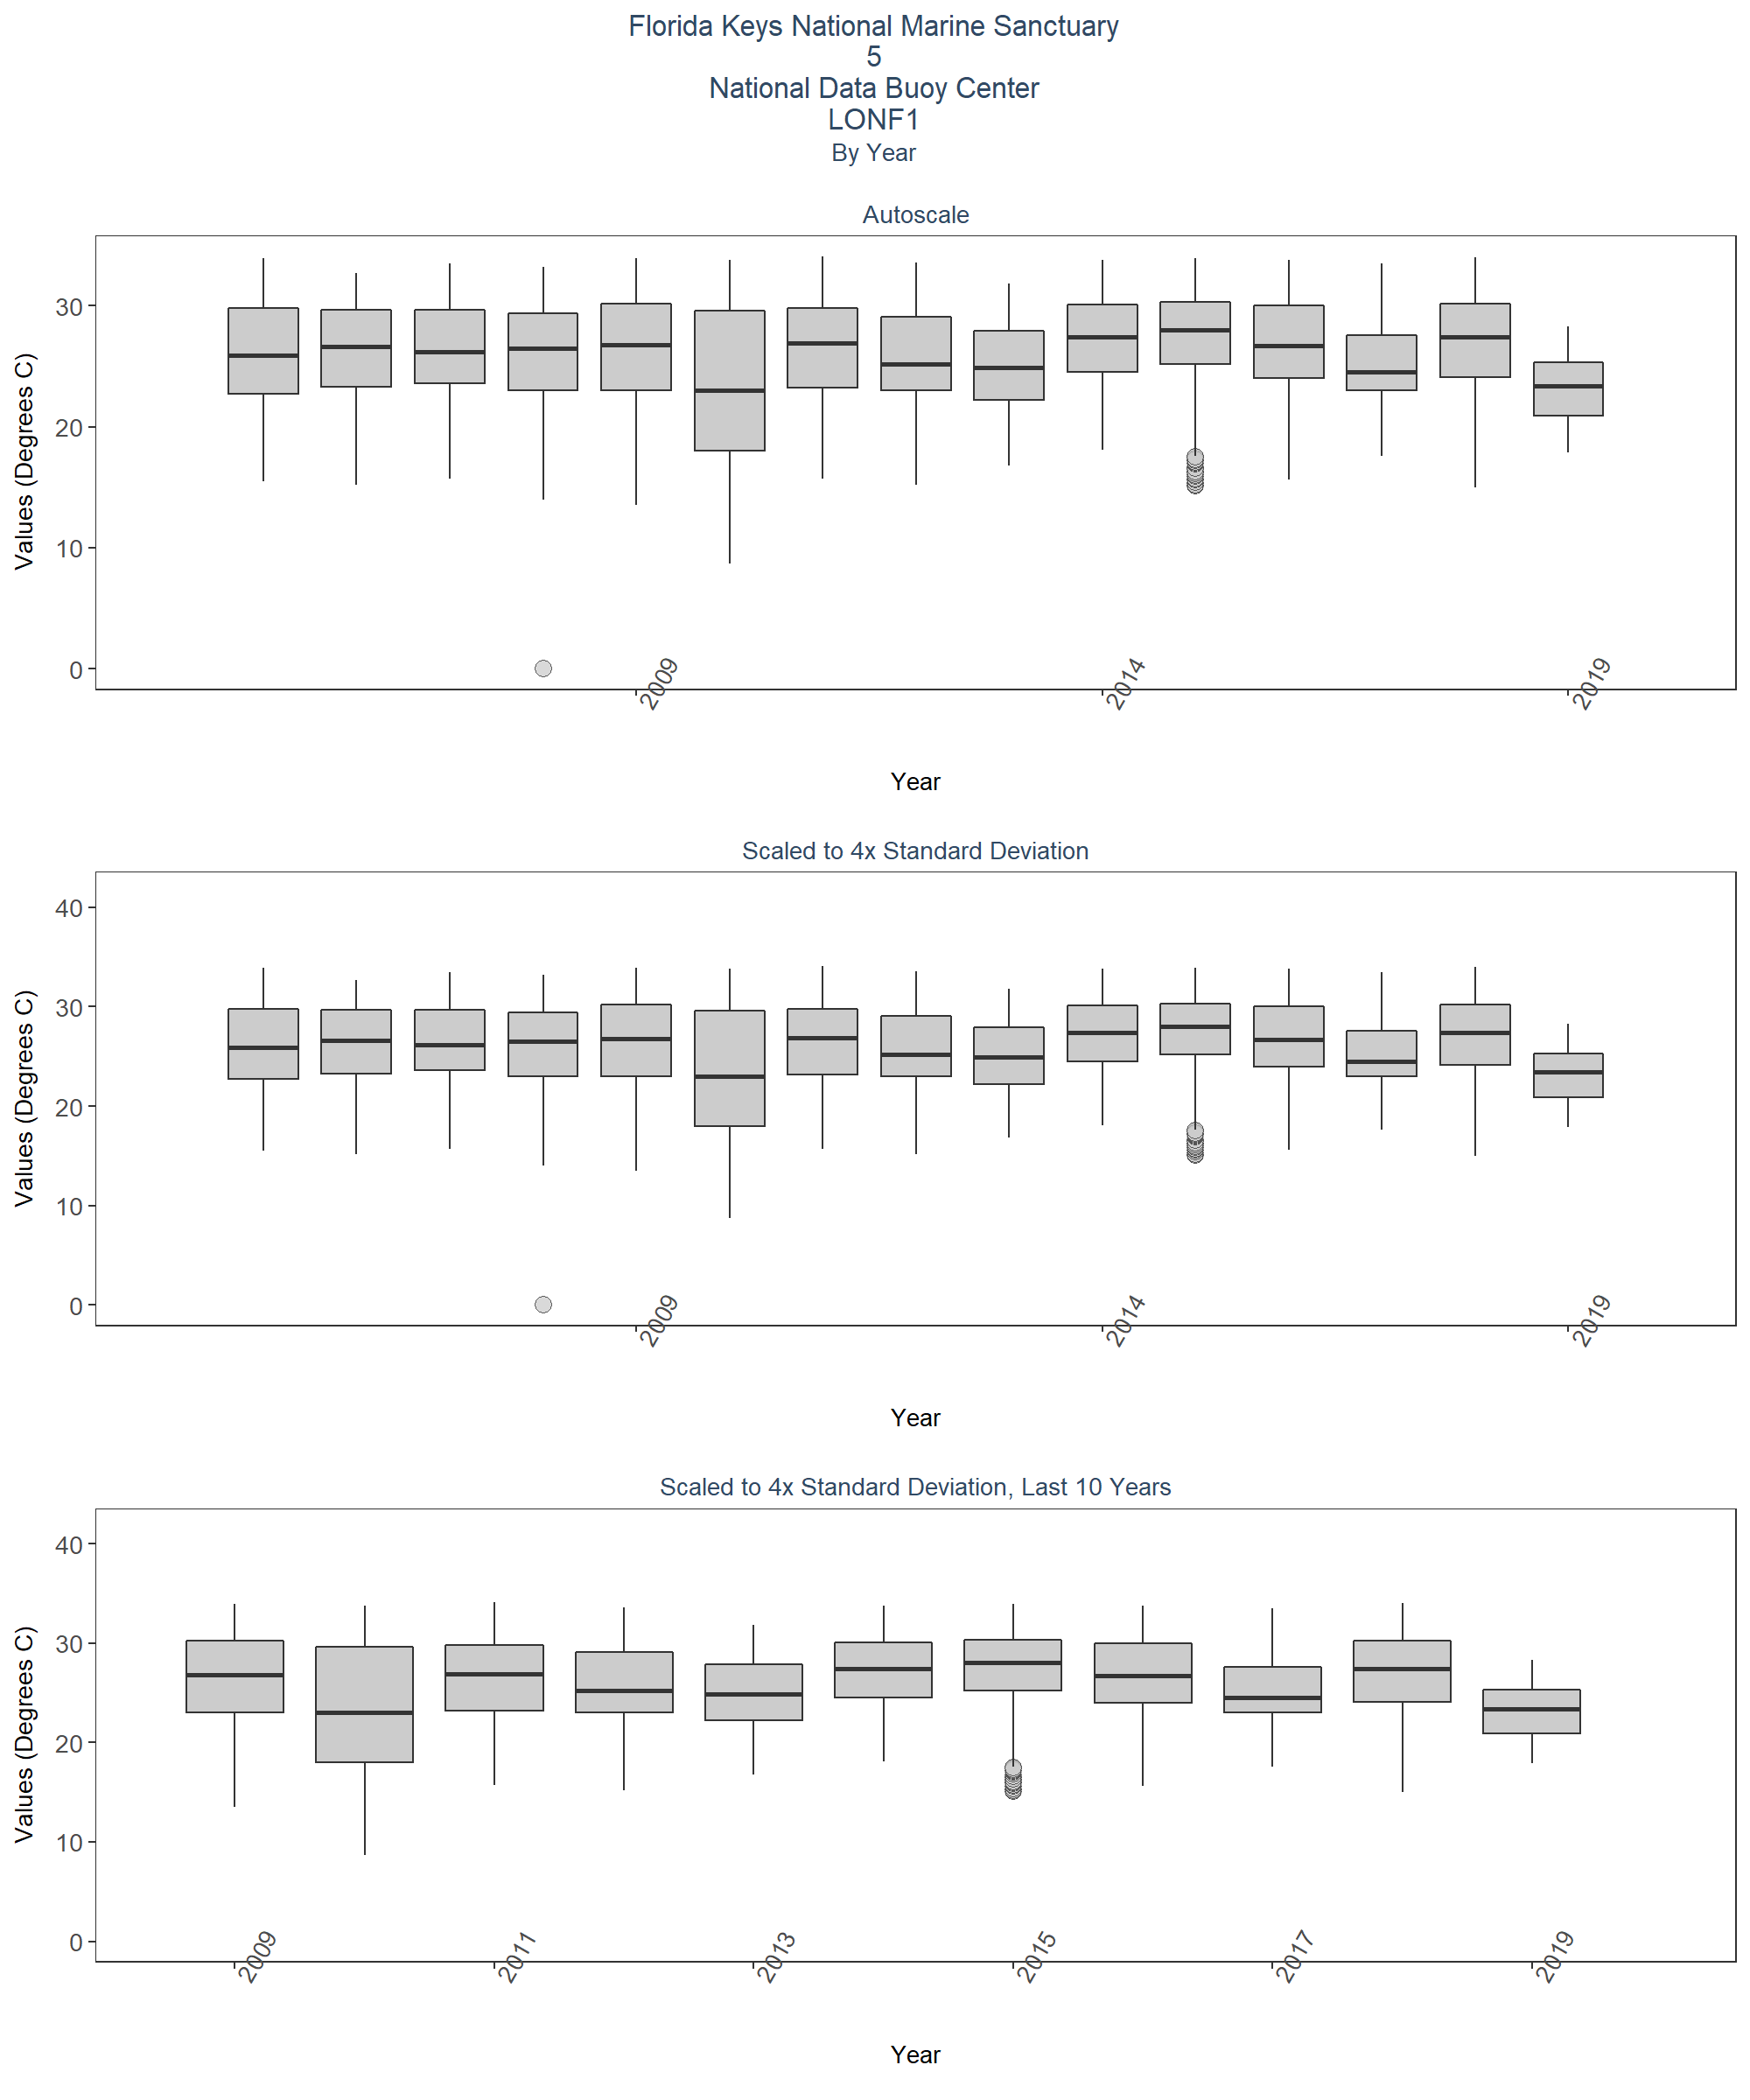 Florida Keys National Marine Sanctuary
5
National Data Buoy Center
LONF1
By Year
Autoscale
Values (Degrees C)
30
20
10
0
2009
2014
2019
Year
Scaled to 4x Standard Deviation
Values (Degrees C)
40
30
20
10
0
2009
2014
2019
Year
Scaled to 4x Standard Deviation, Last 10 Years
Values (Degrees C)
40
30
20
10
0
2009
2011
2013
2015
2017
2019
Year